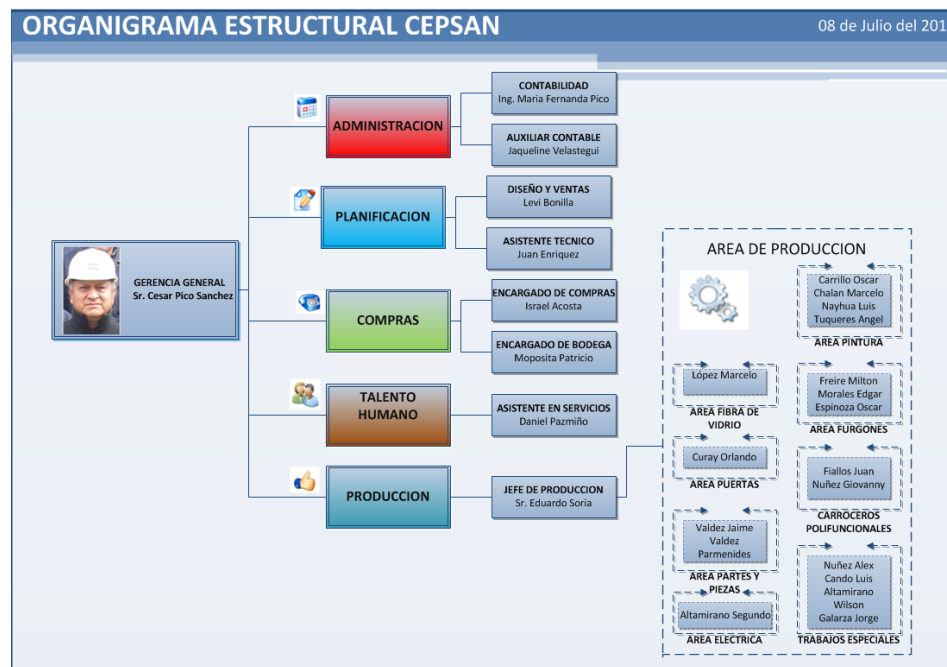 ORGANIGRAMA ESTRUCTURAL CEPSAN
08 de Julio del 201
GERENCIA GENERAL
Sr. Cesar Pico Sanchez
ADMINISTRACION
CONTABILIDAD
Ing. Maria Fernanda Pico
AUXILIAR CONTABLE
Jaqueline Velastegui
PLANIFICACION
DISEÑO Y VENTAS
Levi Bonilla
ASISTENTE TECNICO
Juan Enriquez
COMPRAS
ENCARGADO DE COMPRAS
Israel Acosta
ENCARGADO DE BODEGA
Moposita Patricio
TALENTO
HUMANO
ASISTENTE EN SERVICIOS
Daniel Pazmiño
PRODUCCION
JEFE DE PRODUCCION
Sr. Eduardo Soria
AREA DE PRODUCCION
Carrillo Oscar
Chalan Marcelo
Nayhua Luis
Tuqueres Angel
AREA PINTURA
López Marcelo
AREA FIBRA DE
VIDRIO
Freire Milton
Morales Edgar
Espinoza Oscar
AREA FURGONES
Curay Orlando
AREA PUERTAS
Fiallos Juan
Nuñez Giovanny
CARROCEROS
POLIFUNCIONALES
Valdez Jaime
Valdez
Parmenides
AREA PARTES Y
PIEZAS
Nuñez Alex
Cando Luis
Altamirano
Wilson
Galarza Jorge
TRABAJOS ESPECIALES
Altamirano Segundo
AREA ELECTRICA